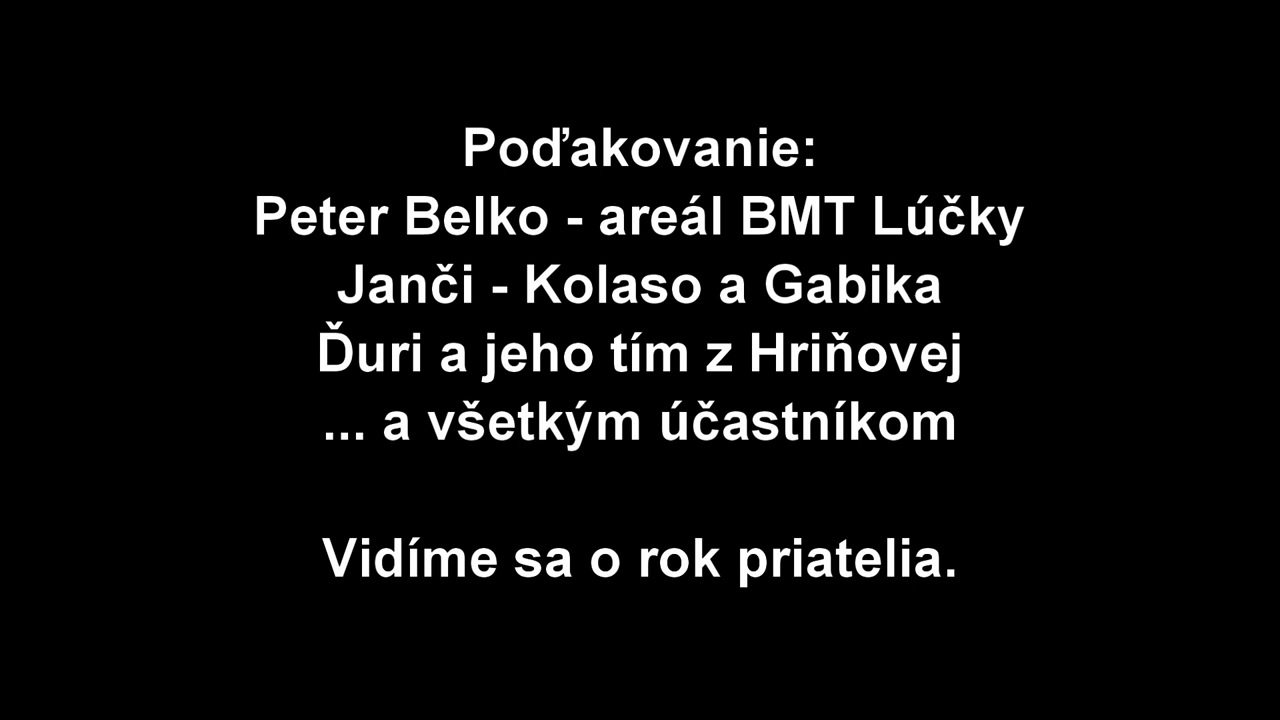 Poďakovanie:
Peter Belko - areál BMT Lúčky
Janči - Kolaso a Gabika
Ďuri a jeho tím z Hriňovej
... a všetkým účastníkom
Vidíme sa o rok priatelia.